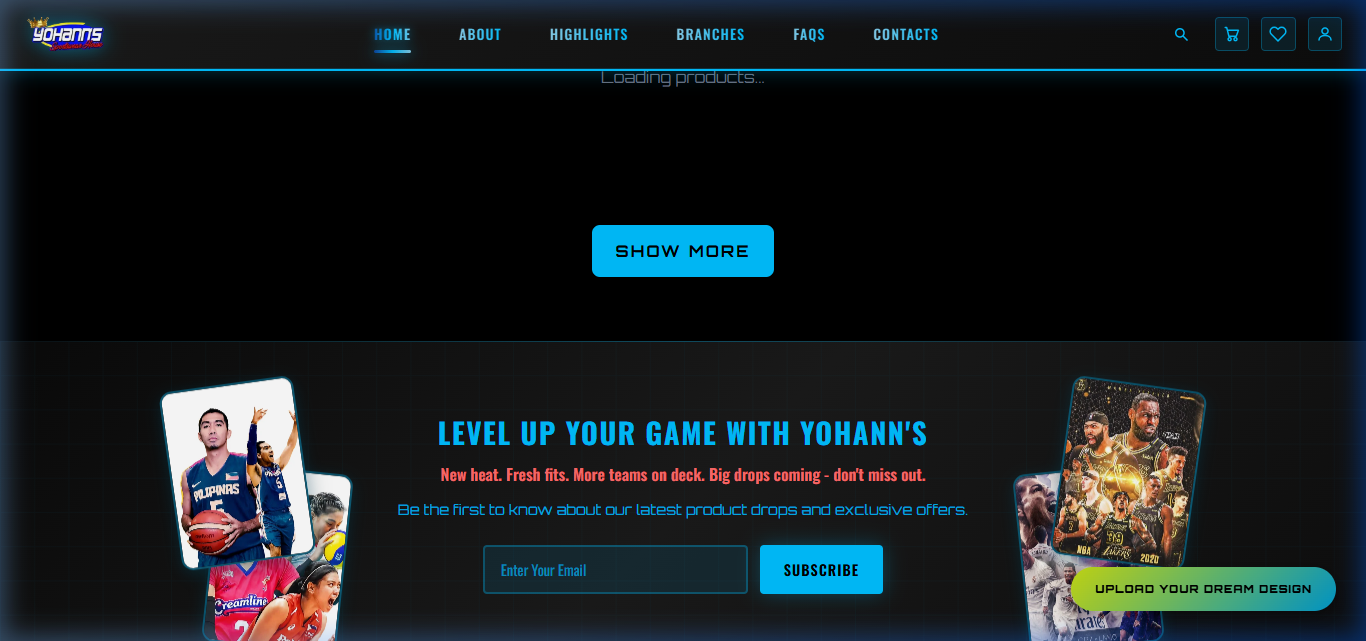 YOHANNS
HOME
ABOUT
HIGHLIGHTS
BRANCHES
FAQS
CONTACTS
Loading products...
SHOW MORE
LEVEL UP YOUR GAME WITH YOHANN'S
New heat. Fresh fits. More teams on deck. Big drops coming - don't miss out.
Be the first to know about our latest product drops and exclusive offers.
Enter Your Email
SUBSCRIBE
UPLOAD YOUR DREAM DESIGN
PILIPINAS
5
5
Creamline
NBA
2020